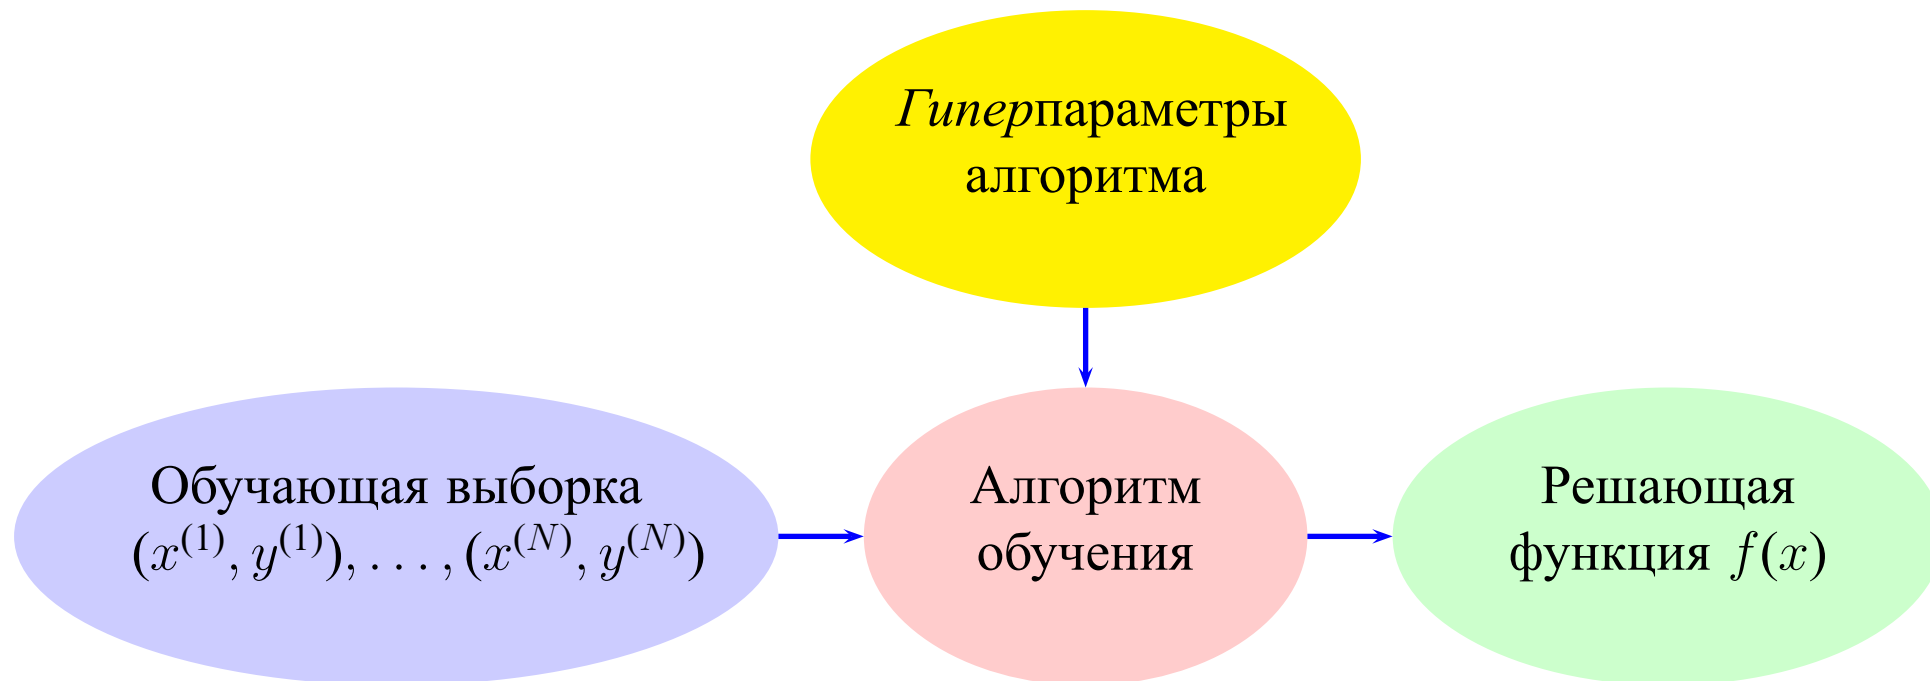 Гиперпараметры
алгоритма
Обучающая выборка
(x^{(1)}, y^{(1)}), . . . , (x^{(N)}, y^{(N)})
Алгоритм
обучения
Решающая
функция f(x)